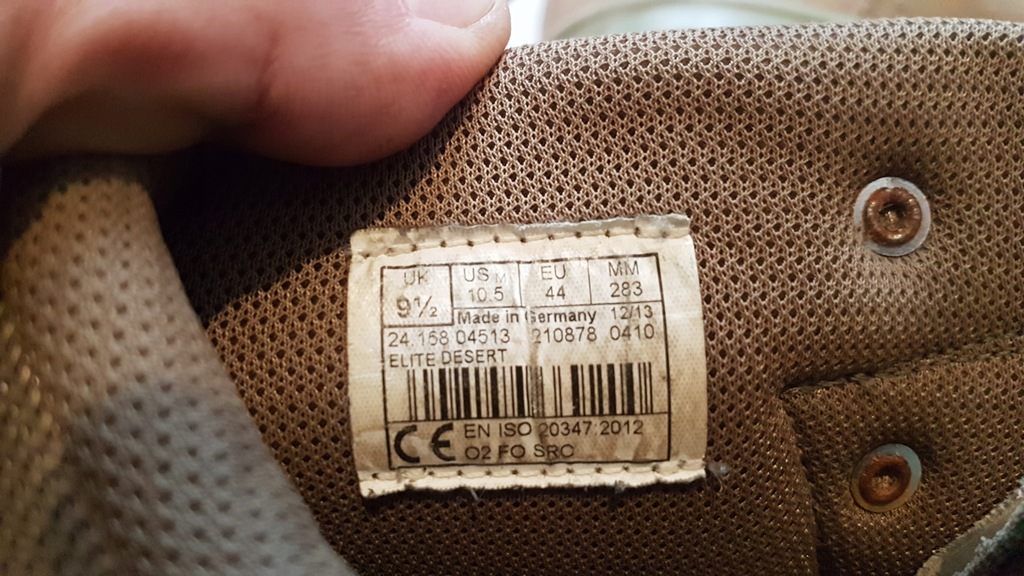 UK US M EU MM
9½ 10.5 44 283
Made in Germany 12/13
24.158 04513 210878 0410
ELITE DESERT
CE EN ISO 20347:2012
O2 FO SRC